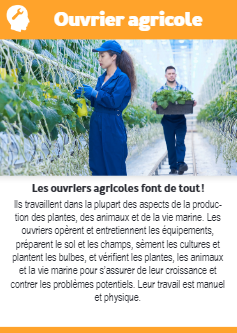 Ouvrier agricole
Les ouvriers agricoles font de tout !
Ils travaillent dans la plupart des aspects de la produc-
tion des plantes, des animaux et de la vie marine. Les
ouvriers opèrent et entretiennent les équipements,
préparent le sol et les champs, sèment les cultures et
plantent les bulbes, et vérifient les plantes, les animaux
et la vie marine pour s'assurer de leur croissance et
contrer les problèmes potentiels. Leur travail est manuel
et physique.